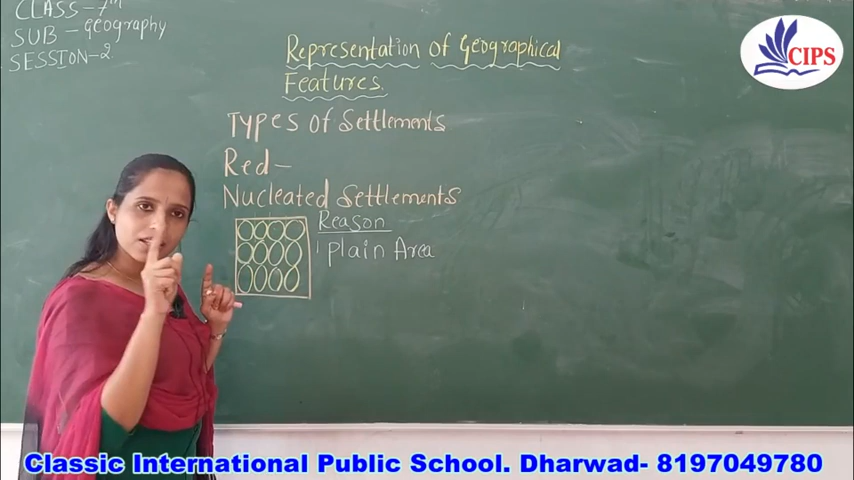 CLASS - 7th
SUB - Geography
SESSION-2
CIPS
Representation of Geographical
Features.
Types of Settlements
Red -
Nucleated Settlements
Reason
1 Plain Area
Classic International Public School. Dharwad- 8197049780